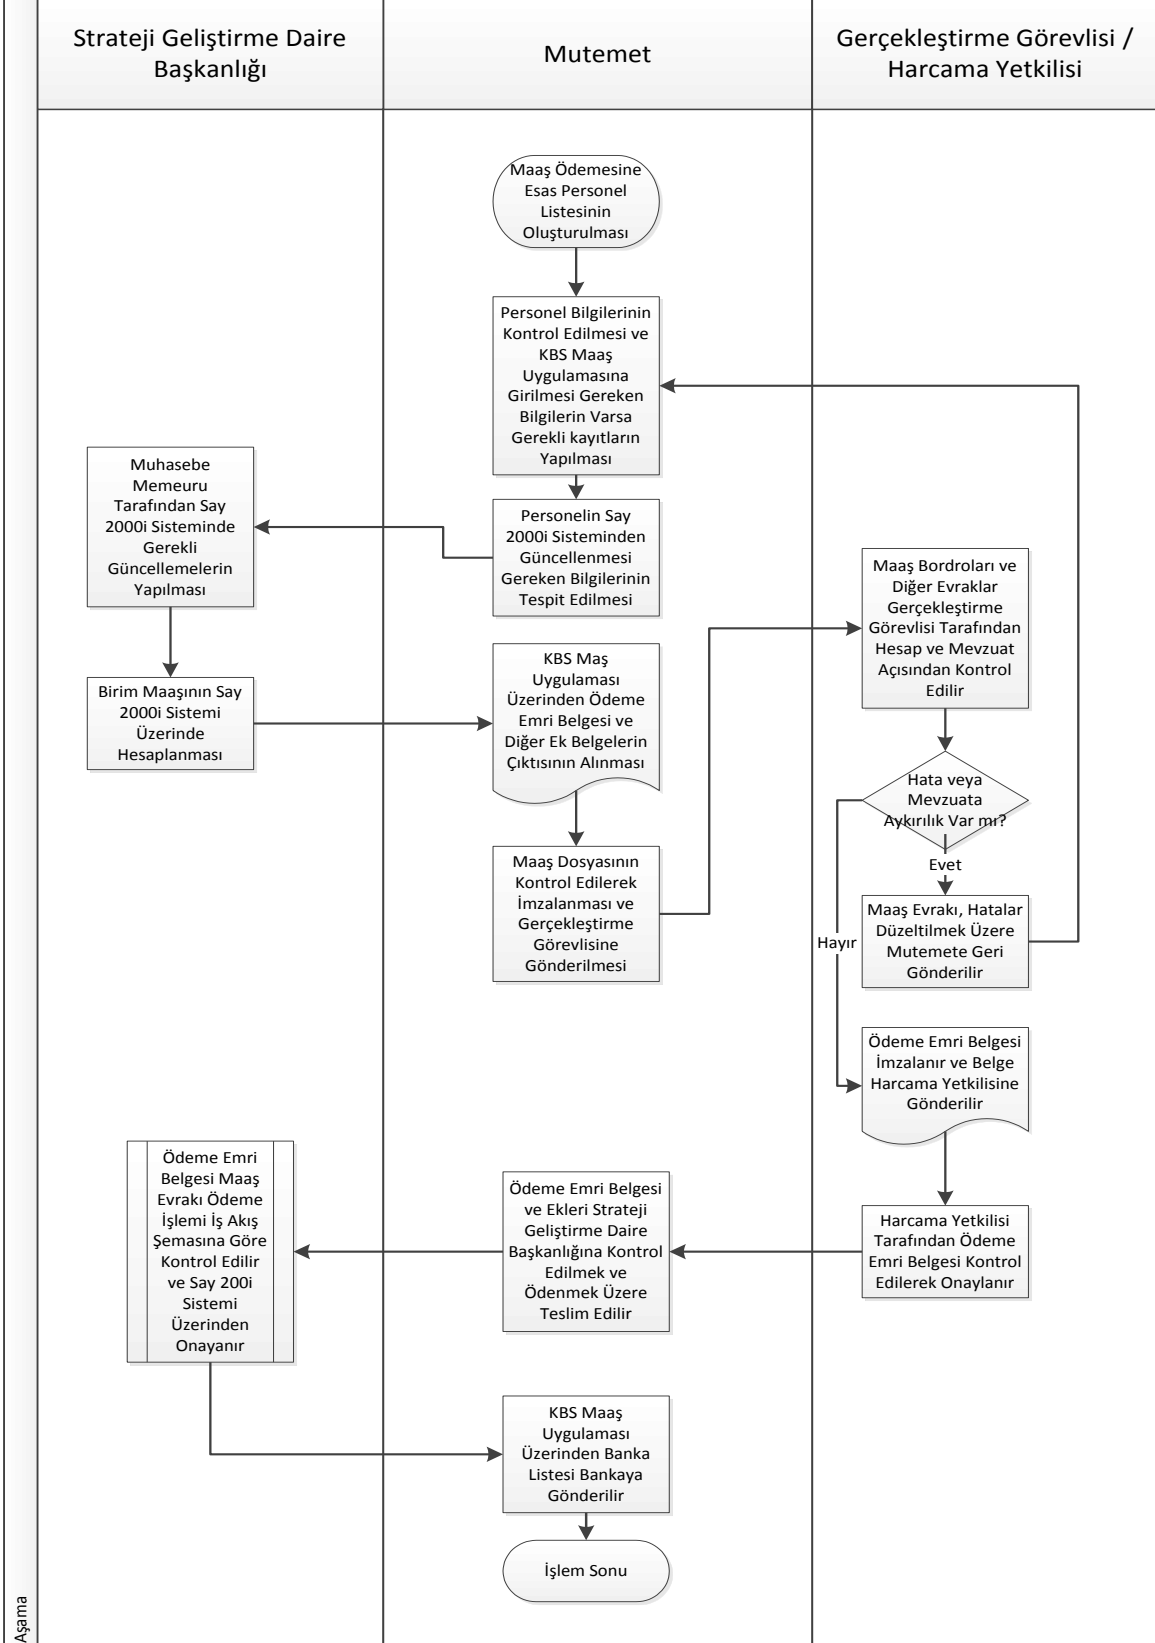 Strateji Geliştirme Daire
Başkanlığı
Mutemet
Gerçekleştirme Görevlisi /
Harcama Yetkilisi
Maaş Ödemesine
Esas Personel
Listesinin
Oluşturulması
Personel Bilgilerinin
Kontrol Edilmesi ve
KBS Maaş
Uygulamasına
Girilmesi Gereken
Bilgilerin Varsa
Gerekli kayıtların
Yapılması
Personelin Say
2000i Sisteminden
Güncellenmesi
Gereken Bilgilerinin
Tespit Edilmesi
Muhasebe
Memeuru
Tarafından Say
2000i Sisteminde
Gerekli
Güncellemelerin
Yapılması
Birim Maaşının Say
2000i Sistemi
Üzerinde
Hesaplanması
KBS Maş
Uygulaması
Üzerinden Ödeme
Emri Belgesi ve
Diğer Ek Belgelerin
Çıktısının Alınması
Maaş Dosyasının
Kontrol Edilerek
İmzalanması ve
Gerçekleştirme
Görevlisine
Gönderilmesi
Maaş Bordroları ve
Diğer Evraklar
Gerçekleştirme
Görevlisi Tarafından
Hesap ve Mevzuat
Açısından Kontrol
Edilir
Hata veya
Mevzuata
Aykırılık Var mı?
Evet
Maaş Evrakı, Hatalar
Düzeltilmek Üzere
Mutemete Geri
Gönderilir
Hayır
Ödeme Emri Belgesi
İmzalanır ve Belge
Harcama Yetkilisine
Gönderilir
Harcama Yetkilisi
Tarafından Ödeme
Emri Belgesi Kontrol
Edilerek Onaylanır
Ödeme Emri Belgesi
ve Ekleri Strateji
Geliştirme Daire
Başkanlığına Kontrol
Edilmek ve
Ödenmek Üzere
Teslim Edilir
Ödeme Emri
Belgesi Maaş
Evrakı Ödeme
İşlemi İş Akış
Şemasına Göre
Kontrol Edilir
ve Say 200i
Sistemi
Üzerinden
Onayanır
KBS Maaş
Uygulaması
Üzerinden Banka
Listesi Bankaya
Gönderilir
İşlem Sonu
Aşama